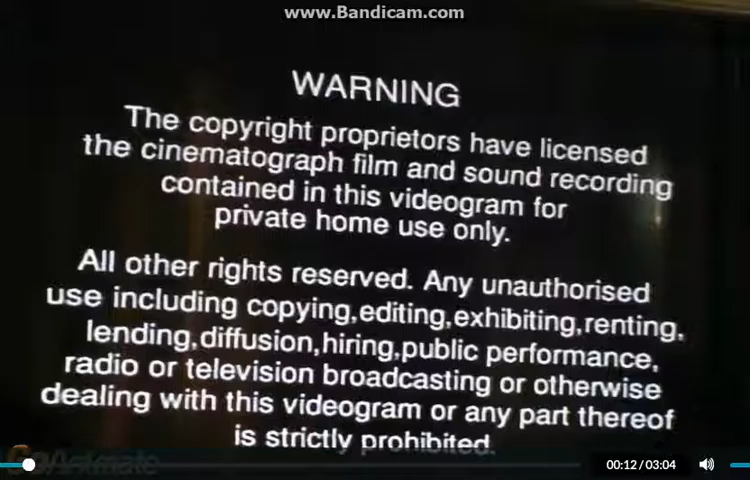 www.Bandicam.com
WARNING
The copyright proprietors have licensed
the cinematograph film and sound recording
contained in this videogram for
private home use only.
All other rights reserved. Any unauthorised
use including copying,editing,exhibiting,renting,
lending,diffusion,hiring,public performance,
radio or television broadcasting or otherwise
dealing with this videogram or any part thereof
is strictly prohibited.
00:12/03:04